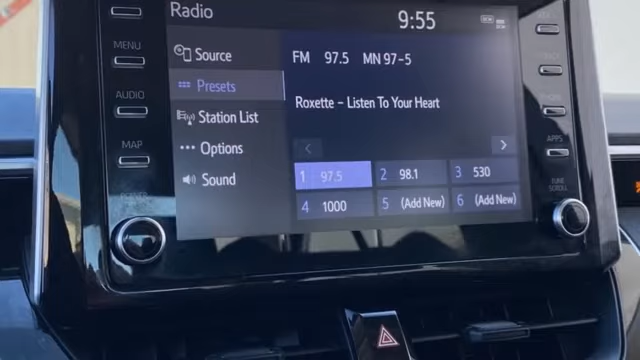 Radio
9:55
MENU
AUDIO
MAP
Source
Presets
Station List
Options
Sound
FM 97.5 MN 97-5
Roxette – Listen To Your Heart
< >
1 97.5 2 98.1 3 530
4 1000 5 (Add New) 6 (Add New)
APPS
TUNE
SCROLL